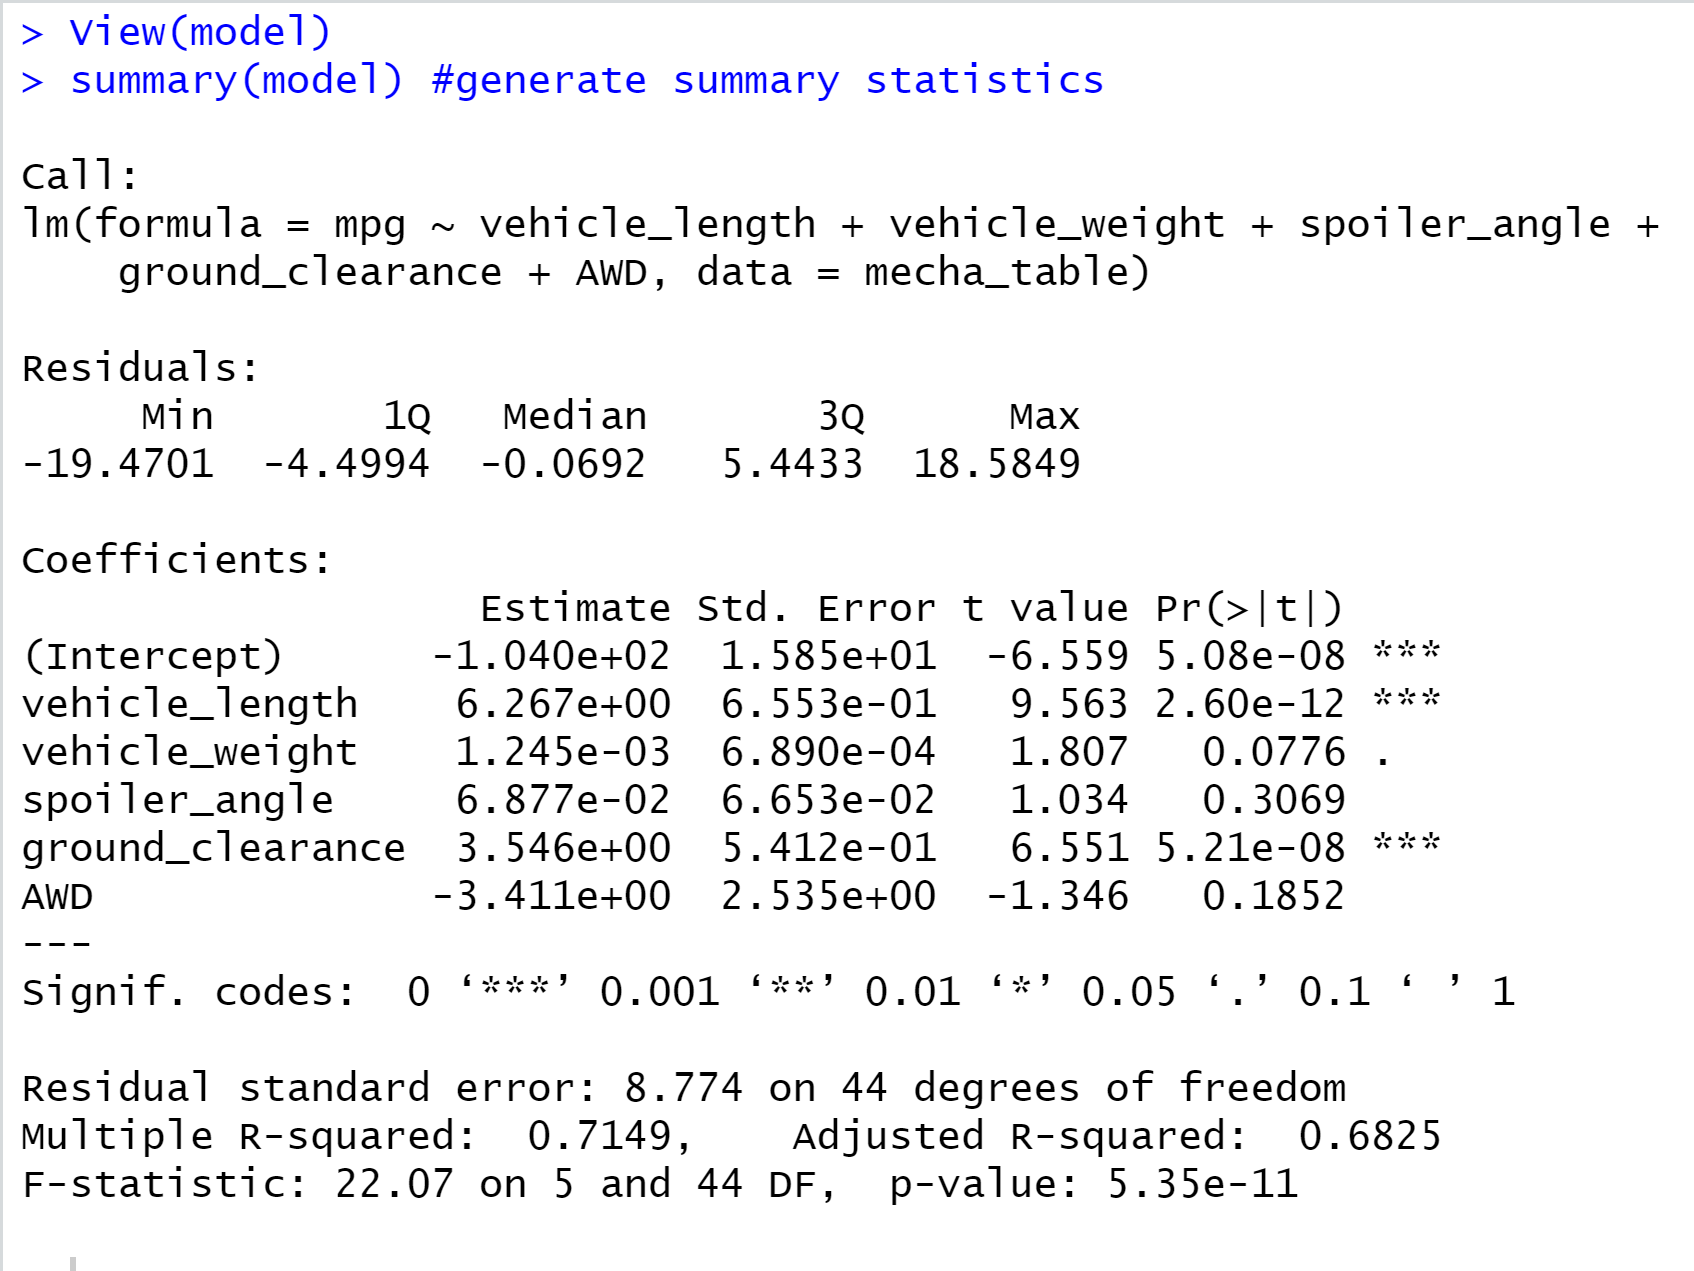 > View(model)
> summary(model) #generate summary statistics
Call:
lm(formula = mpg ~ vehicle_length + vehicle_weight + spoiler_angle +
    ground_clearance + AWD, data = mecha_table)
Residuals:
     Min       1Q   Median       3Q      Max
-19.4701  -4.4994  -0.0692   5.4433  18.5849
Coefficients:
                   Estimate Std. Error t value Pr(>|t|)
(Intercept)      -1.040e+02  1.585e+01  -6.559 5.08e-08 ***
vehicle_length    6.267e+00  6.553e-01   9.563 2.60e-12 ***
vehicle_weight    1.245e-03  6.890e-04   1.807   0.0776 .
spoiler_angle     6.877e-02  6.653e-02   1.034   0.3069
ground_clearance  3.546e+00  5.412e-01   6.551 5.21e-08 ***
AWD              -3.411e+00  2.535e+00  -1.346   0.1852
---
Signif. codes:  0 ‘***’ 0.001 ‘**’ 0.01 ‘*’ 0.05 ‘.’ 0.1 ‘ ’ 1
Residual standard error: 8.774 on 44 degrees of freedom
Multiple R-squared:  0.7149,    Adjusted R-squared:  0.6825
F-statistic: 22.07 on 5 and 44 DF,  p-value: 5.35e-11